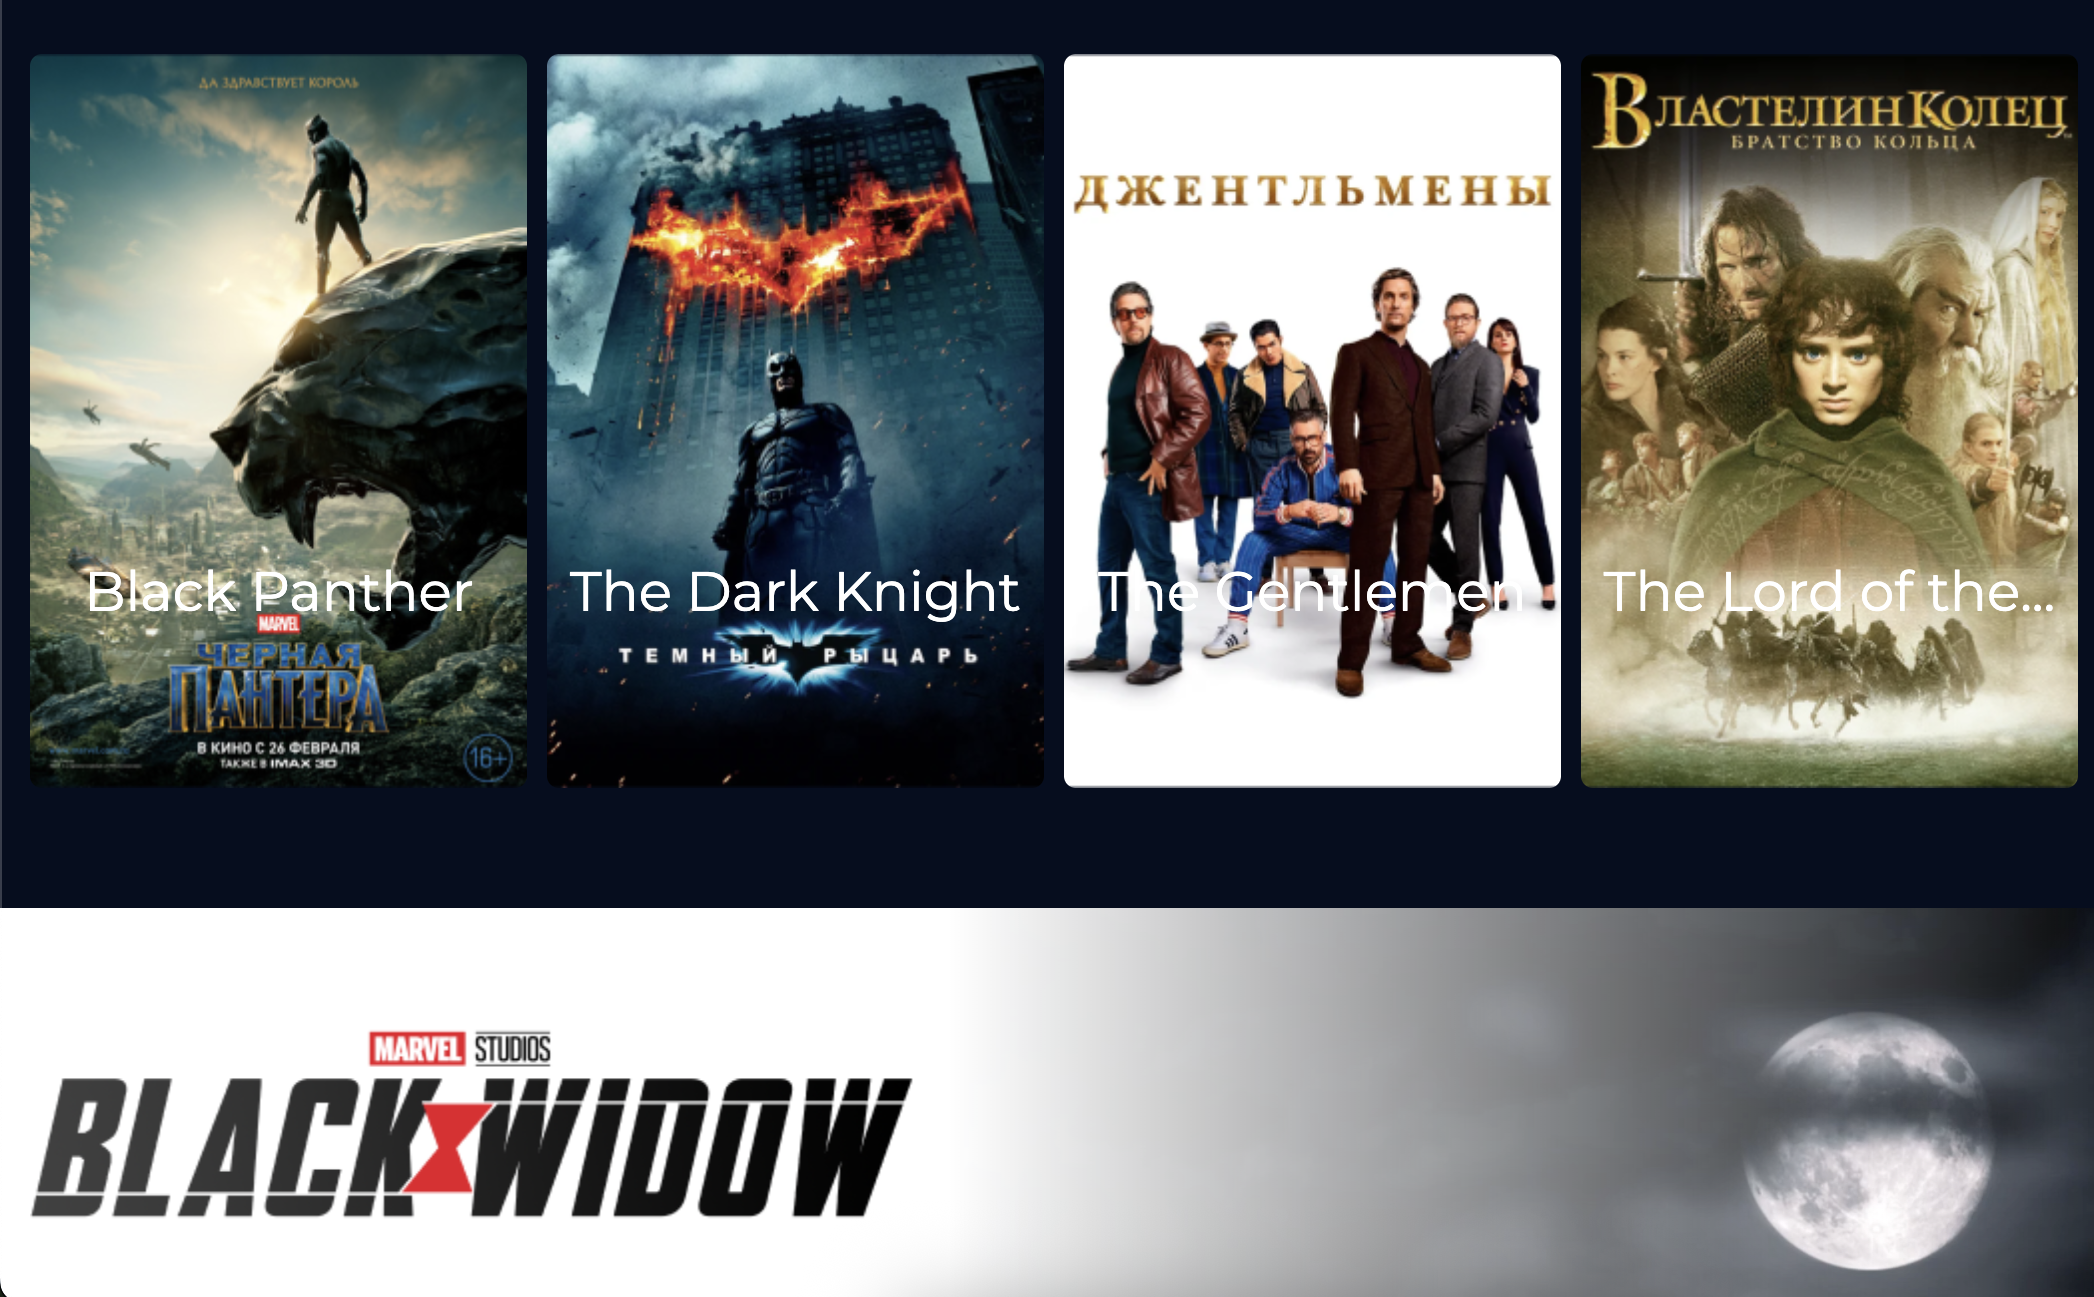 ДА ЗДРАВСТВУЕТ КОРОЛЬ
Black Panther
MARVEL
ЧЕРНАЯ
ПАНТЕРА
В КИНО С 26 ФЕВРАЛЯ
ТАКЖЕ В IMAX 3D
16+
The Dark Knight
ТЕМНЫЙ РЫЦАРЬ
ДЖЕНТЛЬМЕНЫ
The Gentlemen
ВЛАСТЕЛИН КОЛЕЦ
БРАТСТВО КОЛЬЦА
The Lord of the...
MARVEL STUDIOS
BLACK WIDOW